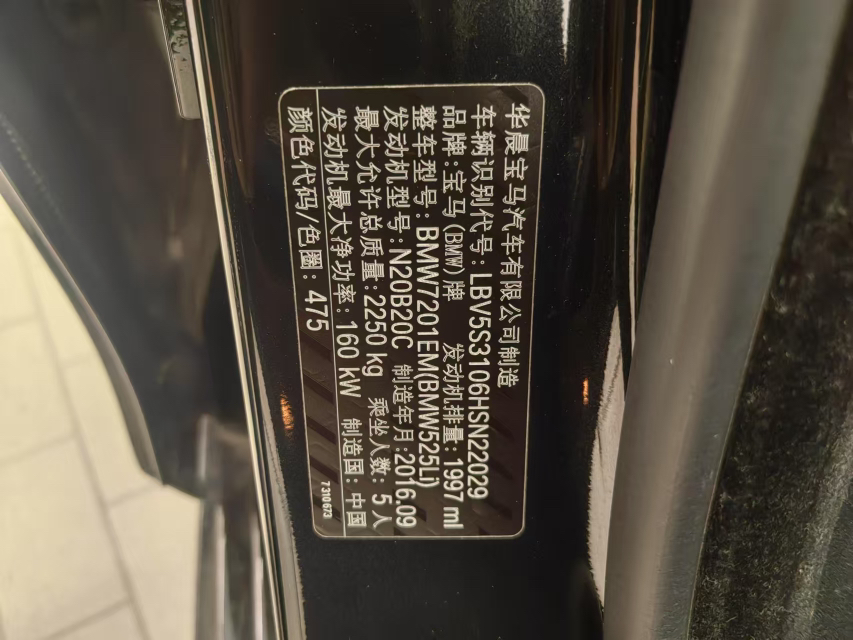 华晨宝马汽车有限公司制造
车辆识别代号: LBV5S3106HSN22029
品牌: 宝马(BMW)牌 发动机排量: 1997 ml
整车型号: BMW7201EM(BMW525Li)
发动机型号: N20B20C 制造年月: 2016.09
最大允许总质量: 2250 kg 乘坐人数: 5 人
发动机最大净功率: 160 kW 制造国: 中国
颜色代码/色圈: 475 7 310 673